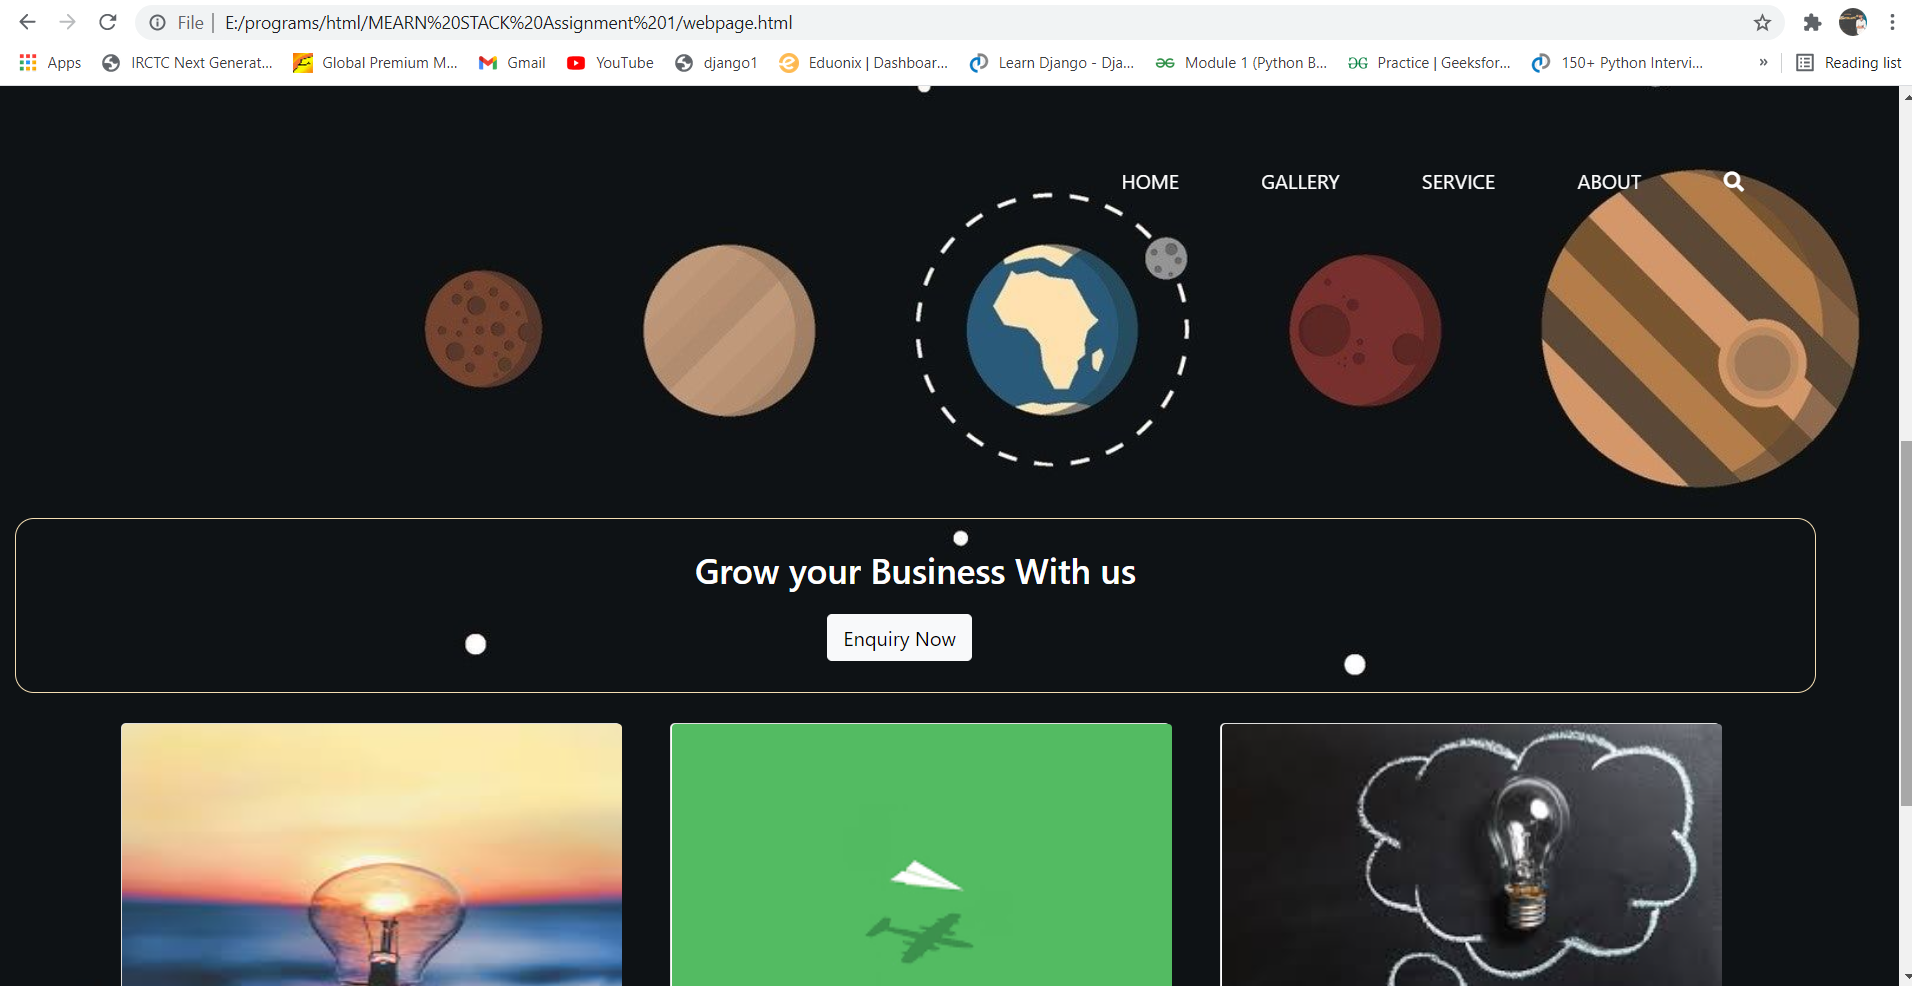 File | E:/programs/html/MEARN%20STACK%20Assignment%201/webpage.html
Apps IRCTC Next Generat... Global Premium M... Gmail YouTube django1 Eduonix | Dashboar... Learn Django - Dja... Module 1 (Python B... Practice | Geeksfor... 150+ Python Intervi... » Reading list
HOME GALLERY SERVICE ABOUT
Grow your Business With us
Enquiry Now